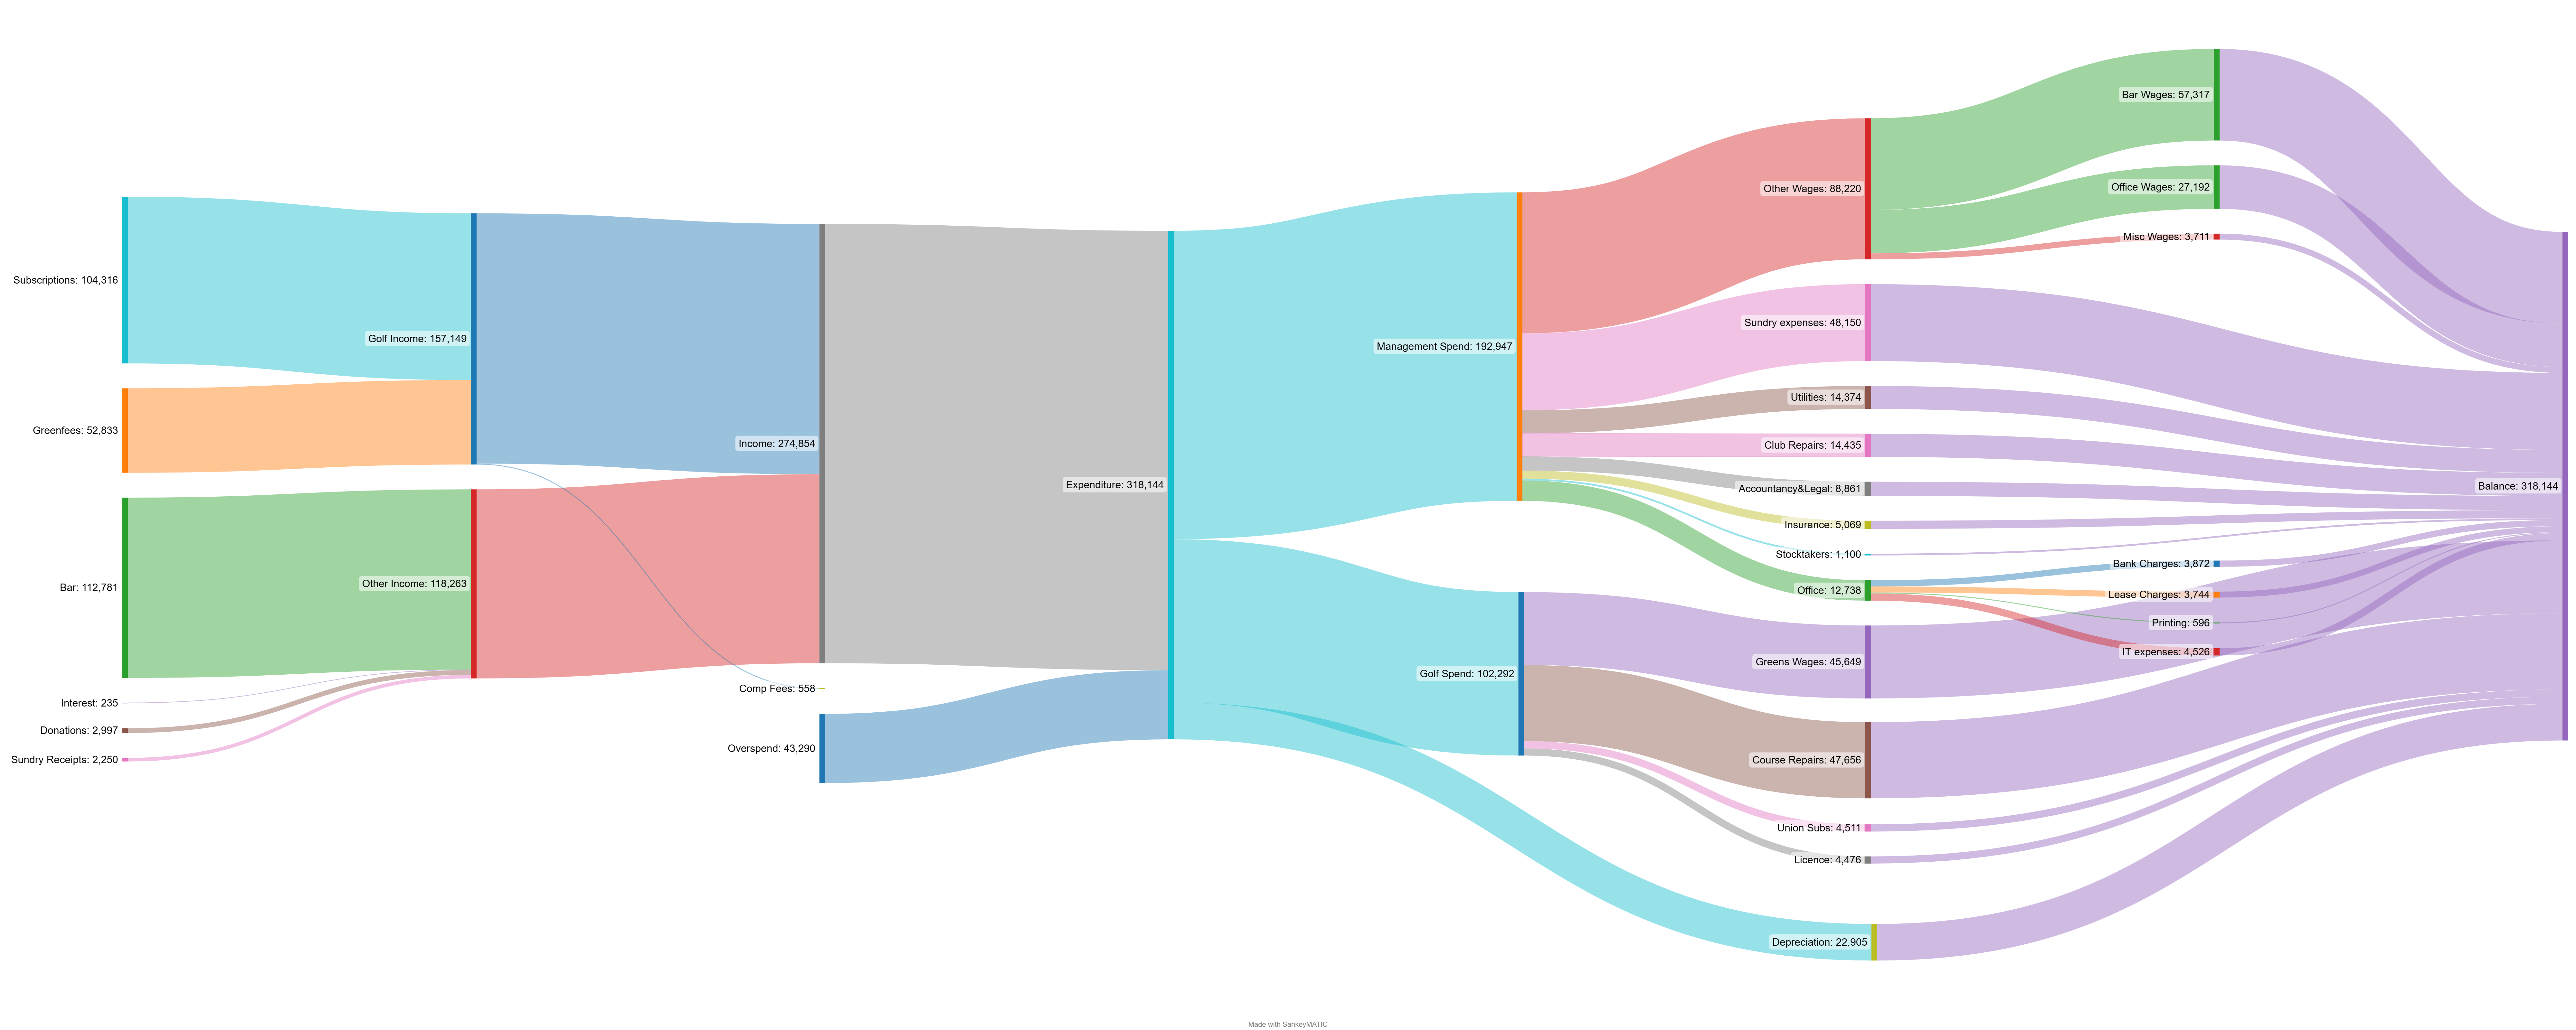 Subscriptions: 104,316
Greenfees: 52,833
Bar: 112,781
Interest: 235
Donations: 2,997
Sundry Receipts: 2,250
Golf Income: 157,149
Other Income: 118,263
Income: 274,854
Comp Fees: 558
Overspend: 43,290
Expenditure: 318,144
Management Spend: 192,947
Golf Spend: 102,292
Other Wages: 88,220
Sundry expenses: 48,150
Utilities: 14,374
Club Repairs: 14,435
Accountancy&Legal: 8,861
Insurance: 5,069
Stocktakers: 1,100
Office: 12,738
Greens Wages: 45,649
Course Repairs: 47,656
Union Subs: 4,511
Licence: 4,476
Depreciation: 22,905
Bar Wages: 57,317
Office Wages: 27,192
Misc Wages: 3,711
Bank Charges: 3,872
Lease Charges: 3,744
Printing: 596
IT expenses: 4,526
Balance: 318,144
Made with SankeyMATIC